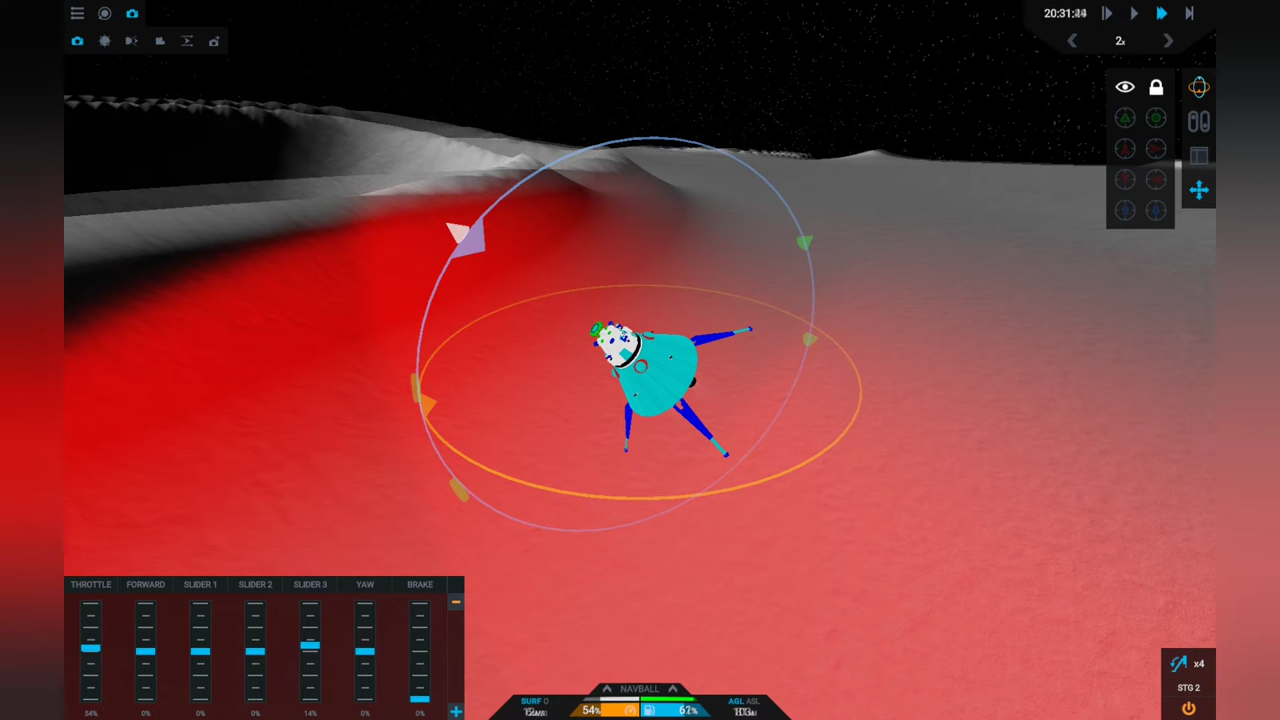 20:31:
2x
THROTTLE FORWARD SLIDER 1 SLIDER 2 SLIDER 3 YAW BRAKE
54% 0% 0% 0% 14% 0% 0%
NAVBALL
SURF O
54%
AGL ASL
x4
STG 2